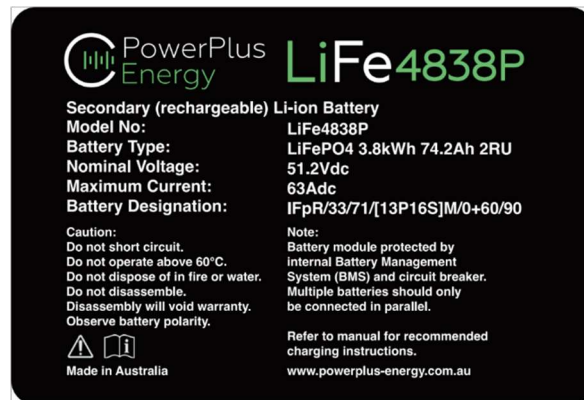 PowerPlus Energy
LiFe4838P
Secondary (rechargeable) Li-ion Battery
Model No: LiFe4838P
Battery Type: LiFePO4 3.8kWh 74.2Ah 2RU
Nominal Voltage: 51.2Vdc
Maximum Current: 63Adc
Battery Designation: IFpR/33/71/[13P16S]M/0+60/90
Caution:
Do not short circuit.
Do not operate above 60°C.
Do not dispose of in fire or water.
Do not disassemble.
Disassembly will void warranty.
Observe battery polarity.
Made in Australia
Note:
Battery module protected by
internal Battery Management
System (BMS) and circuit breaker.
Multiple batteries should only
be connected in parallel.
Refer to manual for recommended
charging instructions.
www.powerplus-energy.com.au